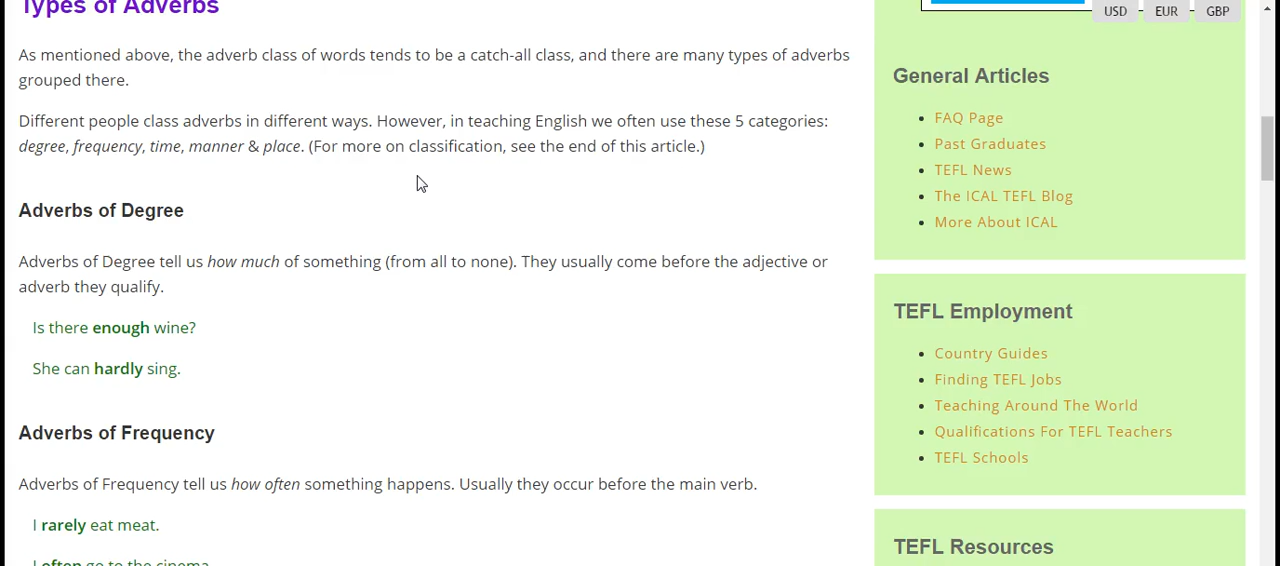 Types of Adverbs
As mentioned above, the adverb class of words tends to be a catch-all class, and there are many types of adverbs
grouped there.
Different people class adverbs in different ways. However, in teaching English we often use these 5 categories:
degree, frequency, time, manner & place. (For more on classification, see the end of this article.)
Adverbs of Degree
Adverbs of Degree tell us how much of something (from all to none). They usually come before the adjective or
adverb they qualify.
Is there enough wine?
She can hardly sing.
Adverbs of Frequency
Adverbs of Frequency tell us how often something happens. Usually they occur before the main verb.
I rarely eat meat.
I often go to the cinema.
USD EUR GBP
General Articles
FAQ Page
Past Graduates
TEFL News
The ICAL TEFL Blog
More About ICAL
TEFL Employment
Country Guides
Finding TEFL Jobs
Teaching Around The World
Qualifications For TEFL Teachers
TEFL Schools
TEFL Resources